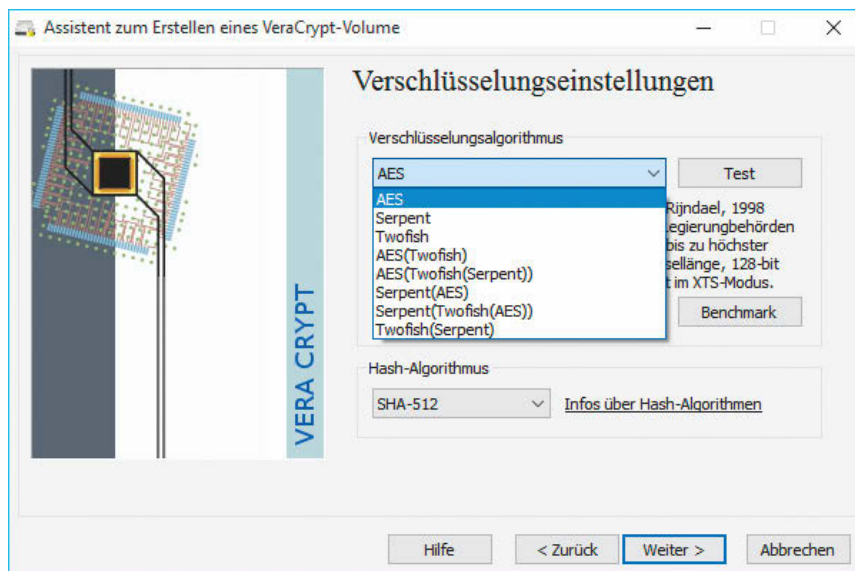 Assistent zum Erstellen eines VeraCrypt-Volume
VERA CRYPT
Verschlüsselungseinstellungen
Verschlüsselungsalgorithmus
AES
Test
AES
Serpent
Twofish
AES(Twofish)
AES(Twofish(Serpent))
Serpent(AES)
Serpent(Twofish(AES))
Twofish(Serpent)
Rijndael, 1998
egierungbehörden
bis zu höchster
sellänge, 128-bit
t im XTS-Modus.
Benchmark
Hash-Algorithmus
SHA-512 Infos über Hash-Algorithmen
Hilfe < Zurück Weiter > Abbrechen